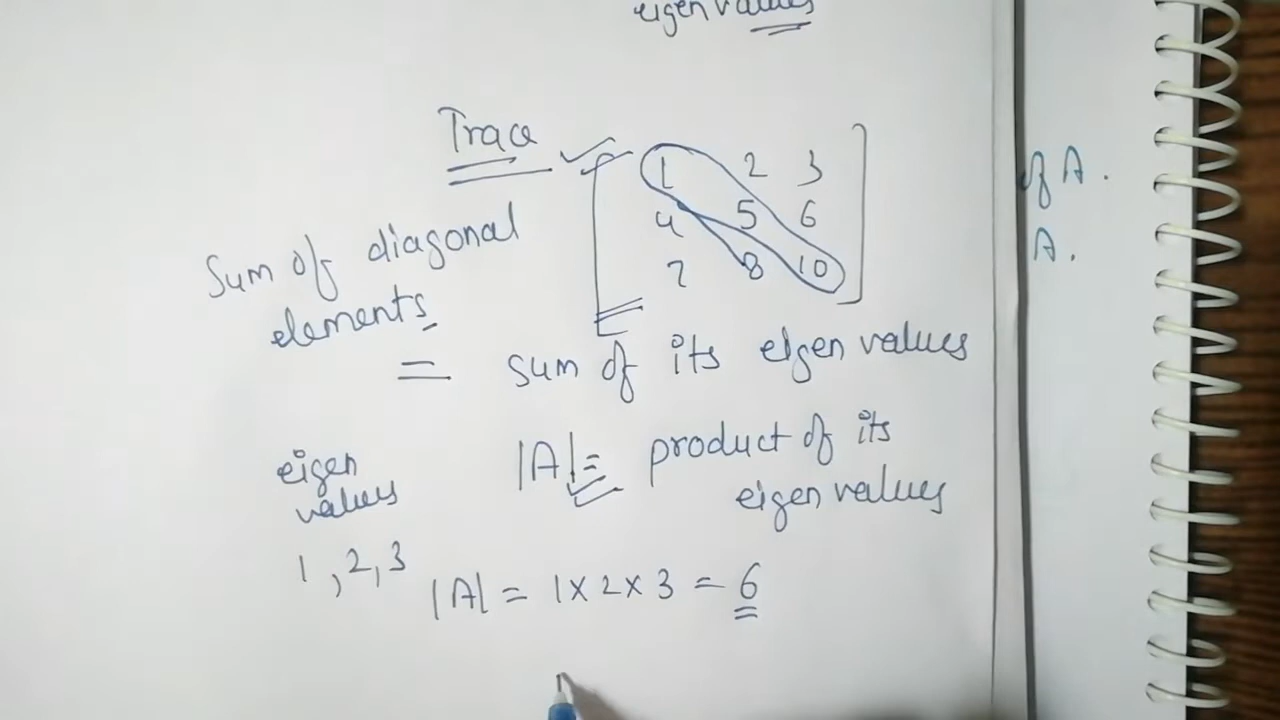 eigen values
Trace
1 2 3
4 5 6
7 8 10
of A.
A.
Sum of diagonal
elements
= sum of its eigen values
|A| = product of its
eigen values
eigen
values
1, 2, 3
|A| = 1 x 2 x 3 = 6